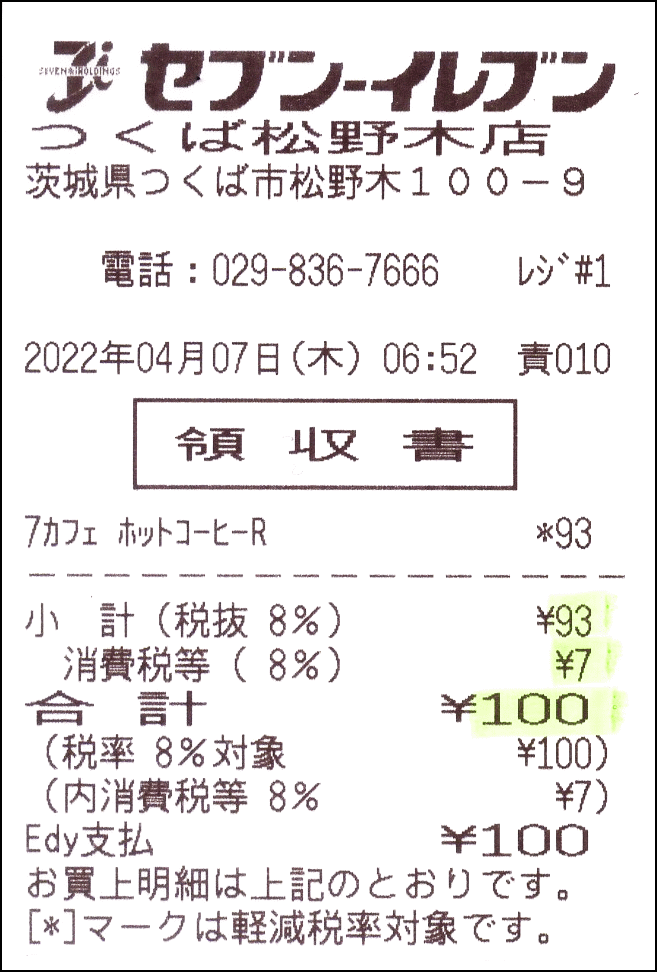 SEVEN&iHOLDINGS
セブン-イレブン
つくば松野木店
茨城県つくば市松野木100-9
電話:029-836-7666 レジ#1
2022年04月07日(木) 06:52 責010
領収書
7カフェ ホットコーヒーR *93
小 計(税抜 8%) ¥93
消費税等( 8%) ¥7
合 計 ¥100
(税率 8%対象 ¥100)
(内消費税等 8% ¥7)
Edy支払 ¥100
お買上明細は上記のとおりです。
[*]マークは軽減税率対象です。